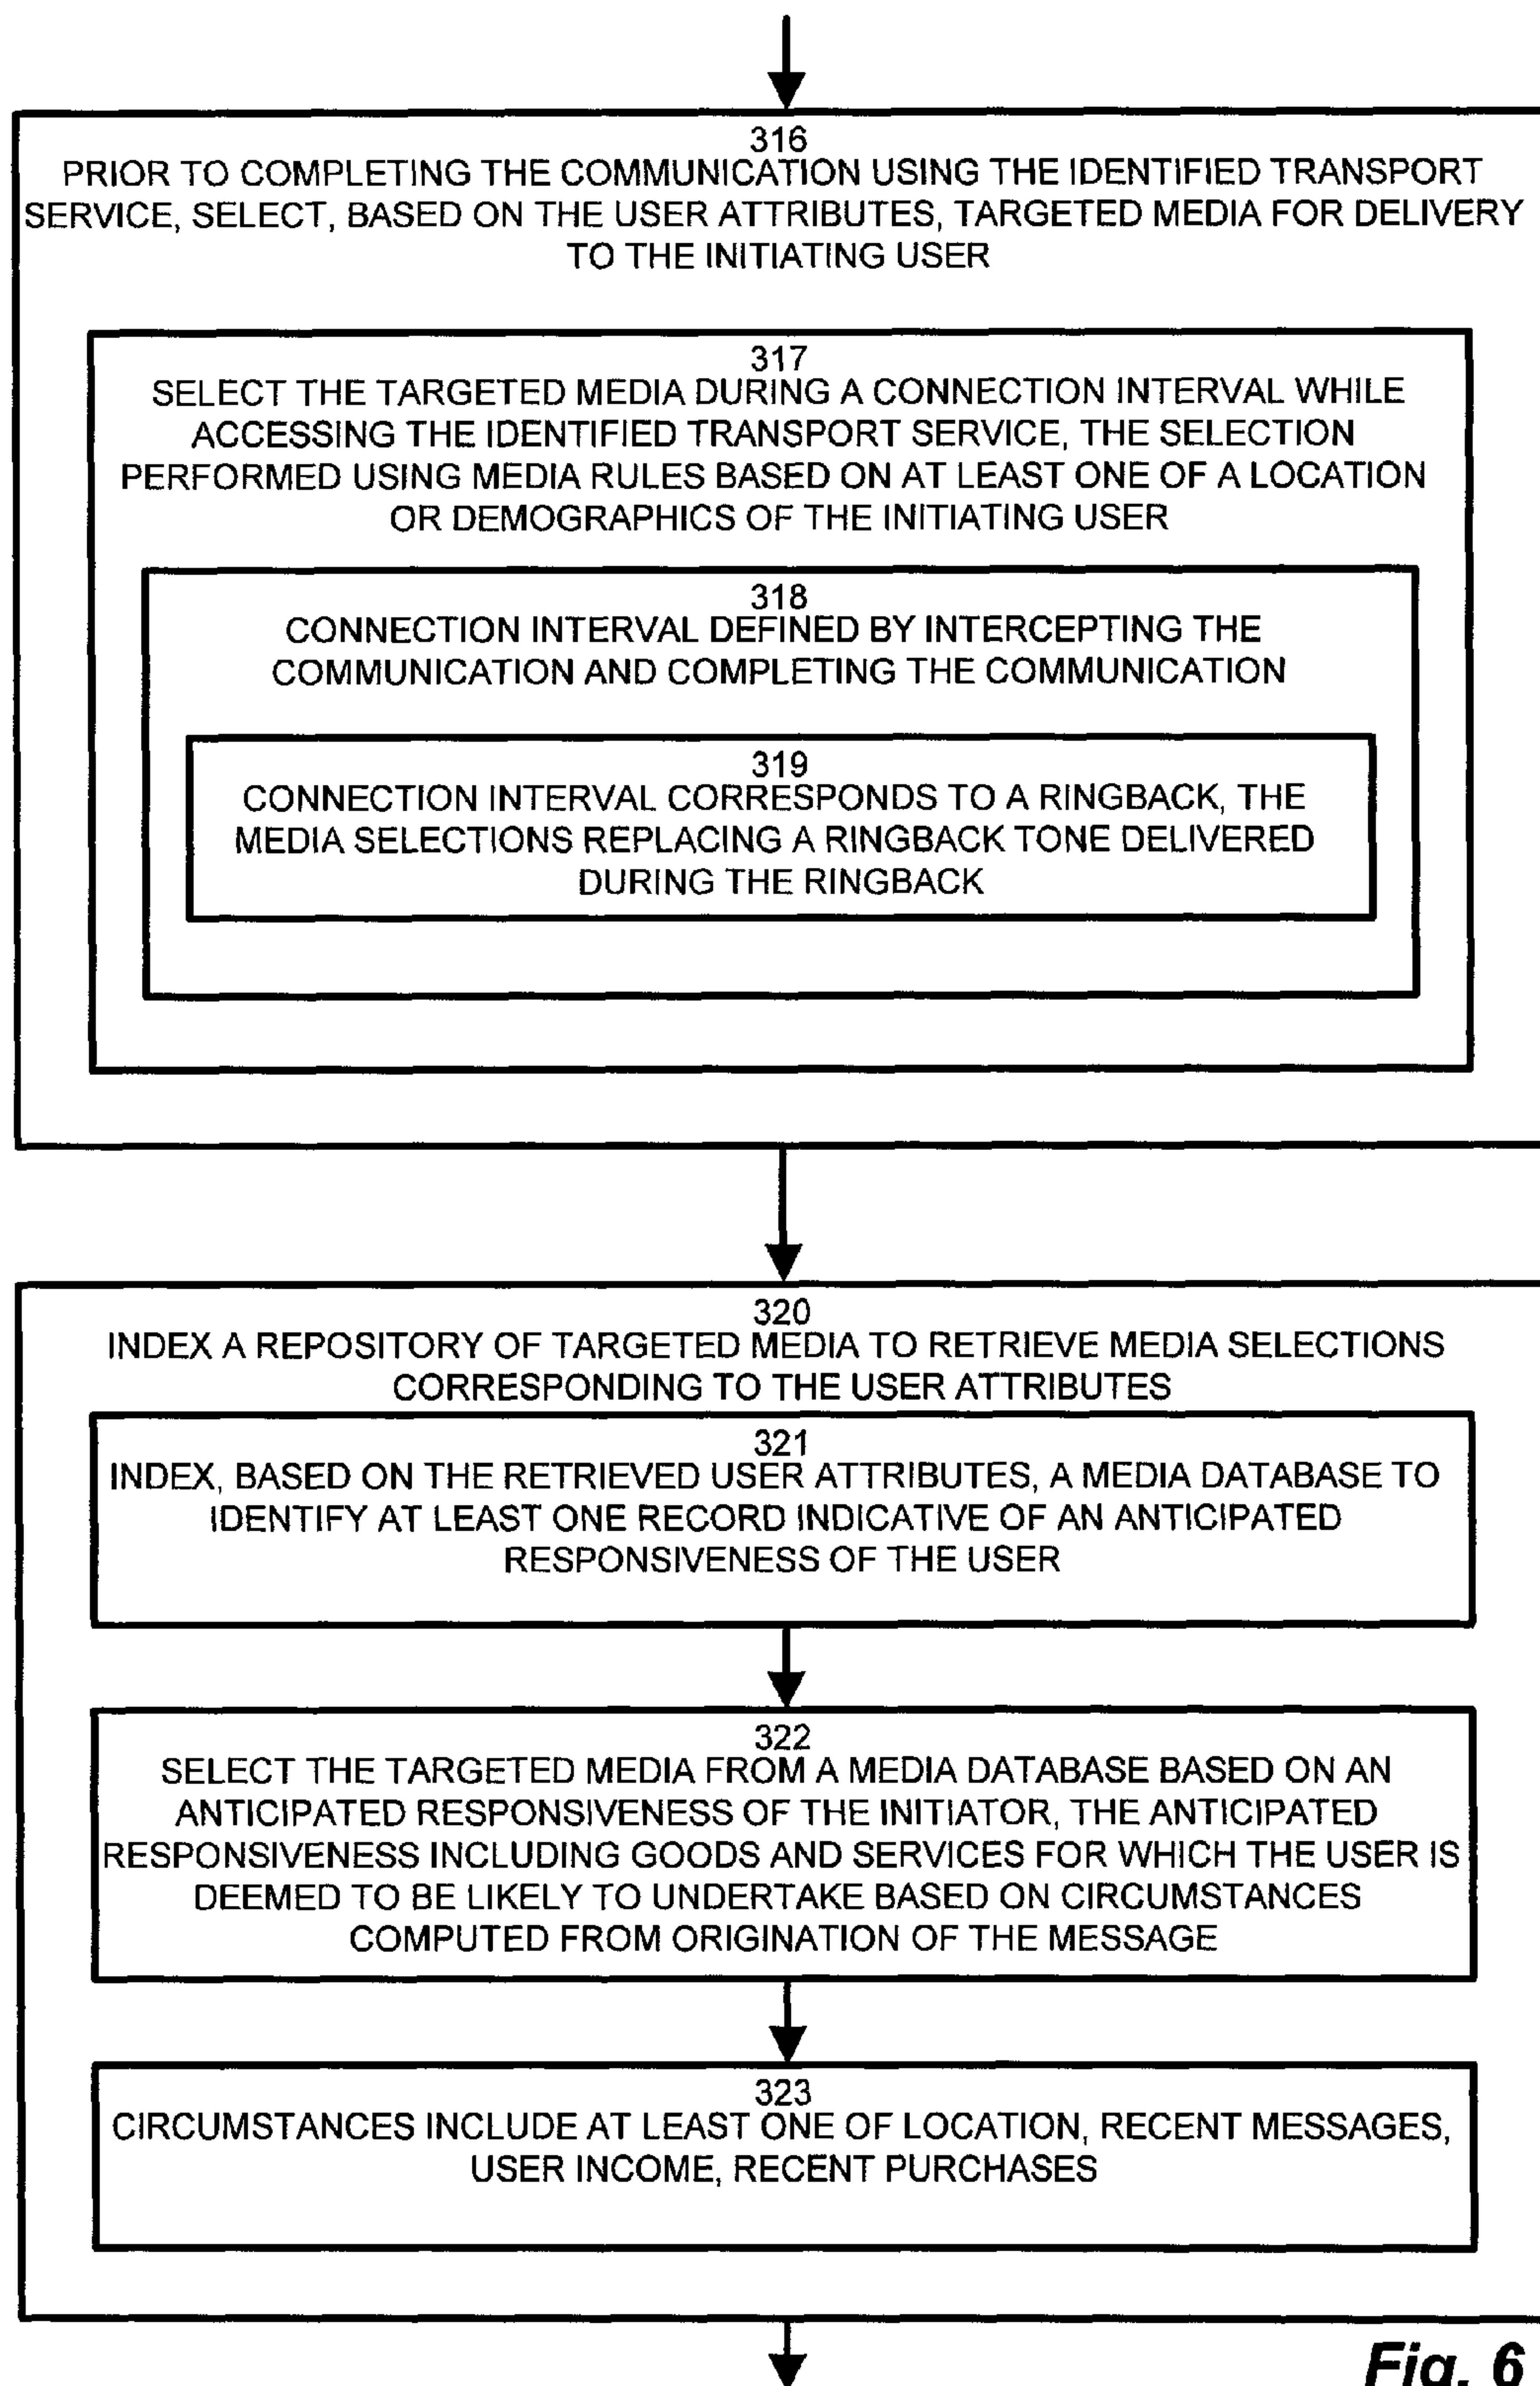 316
PRIOR TO COMPLETING THE COMMUNICATION USING THE IDENTIFIED TRANSPORT
SERVICE, SELECT, BASED ON THE USER ATTRIBUTES, TARGETED MEDIA FOR DELIVERY
TO THE INITIATING USER
317
SELECT THE TARGETED MEDIA DURING A CONNECTION INTERVAL WHILE
ACCESSING THE IDENTIFIED TRANSPORT SERVICE, THE SELECTION
PERFORMED USING MEDIA RULES BASED ON AT LEAST ONE OF A LOCATION
OR DEMOGRAPHICS OF THE INITIATING USER
318
CONNECTION INTERVAL DEFINED BY INTERCEPTING THE
COMMUNICATION AND COMPLETING THE COMMUNICATION
319
CONNECTION INTERVAL CORRESPONDS TO A RINGBACK, THE
MEDIA SELECTIONS REPLACING A RINGBACK TONE DELIVERED
DURING THE RINGBACK
320
INDEX A REPOSITORY OF TARGETED MEDIA TO RETRIEVE MEDIA SELECTIONS
CORRESPONDING TO THE USER ATTRIBUTES
321
INDEX, BASED ON THE RETRIEVED USER ATTRIBUTES, A MEDIA DATABASE TO
IDENTIFY AT LEAST ONE RECORD INDICATIVE OF AN ANTICIPATED
RESPONSIVENESS OF THE USER
322
SELECT THE TARGETED MEDIA FROM A MEDIA DATABASE BASED ON AN
ANTICIPATED RESPONSIVENESS OF THE INITIATOR, THE ANTICIPATED
RESPONSIVENESS INCLUDING GOODS AND SERVICES FOR WHICH THE USER IS
DEEMED TO BE LIKELY TO UNDERTAKE BASED ON CIRCUMSTANCES
COMPUTED FROM ORIGINATION OF THE MESSAGE
323
CIRCUMSTANCES INCLUDE AT LEAST ONE OF LOCATION, RECENT MESSAGES,
USER INCOME, RECENT PURCHASES
Fig. 6